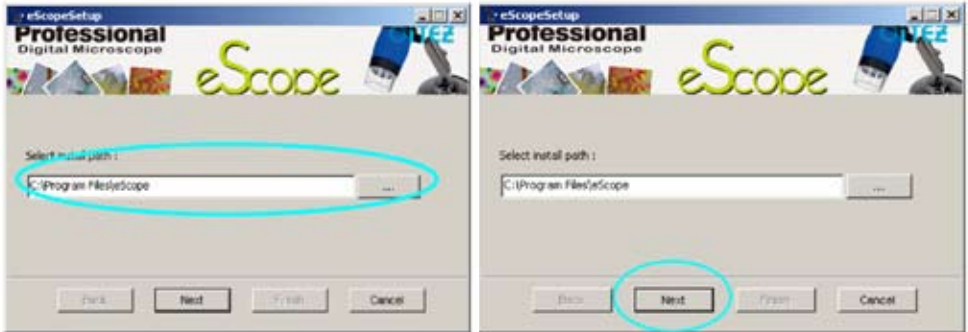 eScopeSetup
Professional
Digital Microscope
eScope
Select install path :
C:\Program Files\eScope
...
Back
Next
Finish
Cancel
eScopeSetup
Professional
Digital Microscope
eScope
Select install path :
C:\Program Files\eScope
...
Back
Next
Finish
Cancel